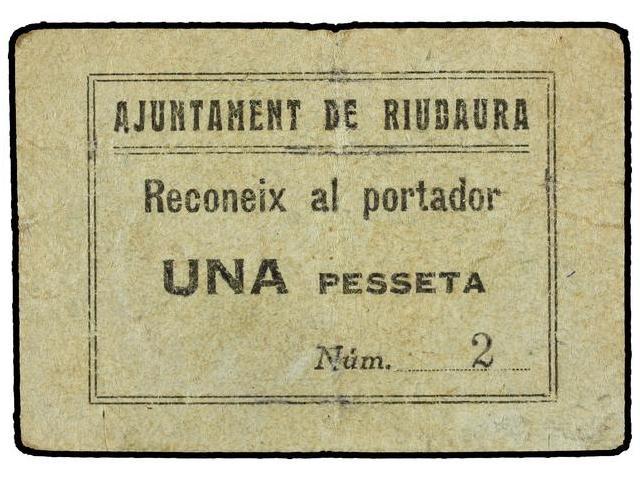 AJUNTAMENT DE RIUDAURA
Reconeix al portador
UNA PESSETA
Núm. 2